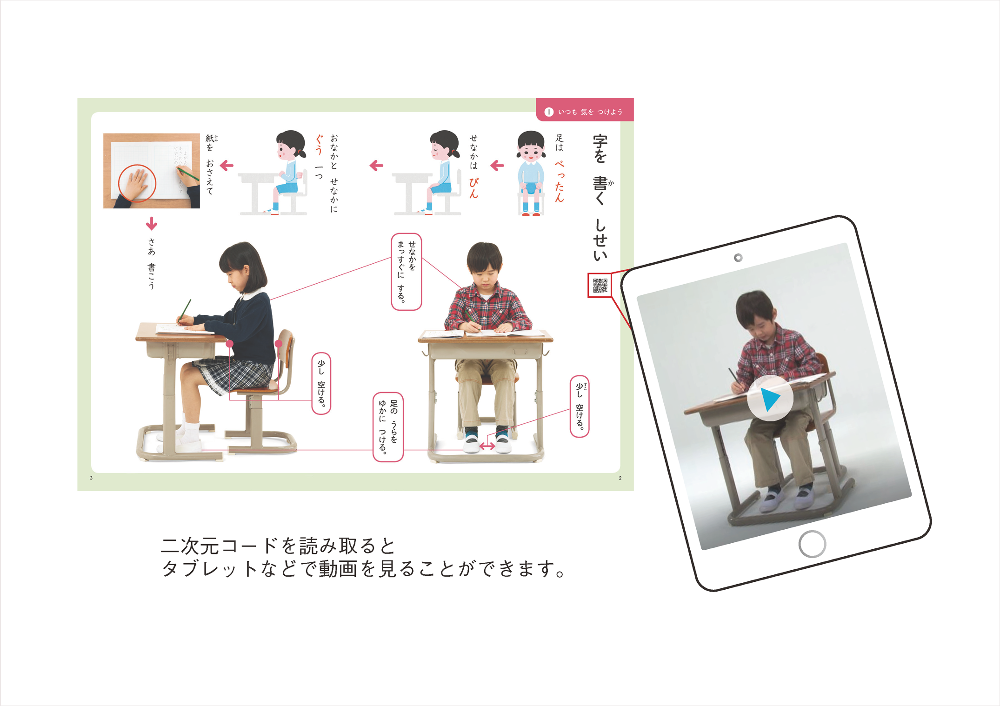 1 いつも 気を つけよう
字を 書く しせい
か
足は ぺったん
せなかは ぴん
おなかと せなかに
ぐう 一つ
紙を おさえて
かみ
さあ 書こう
せなかを
まっすぐに する。
少し 空ける。
すこ
足の うらを
ゆかに つける。
少し 空ける。
2
3
二次元コードを読み取ると
タブレットなどで動画を見ることができます。